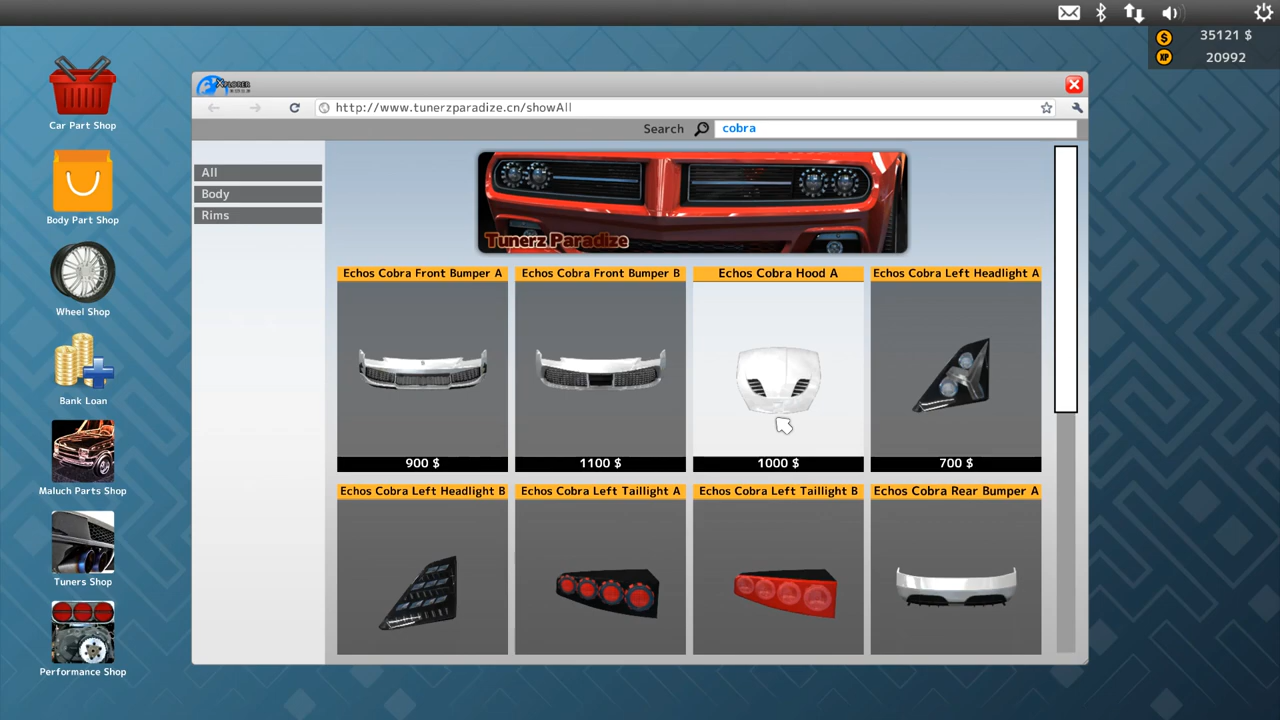 35121 $
20992
XPLORER
http://www.tunerzparadize.cn/showAll
Search
cobra
All
Body
Rims
Tunerz Paradize
Echos Cobra Front Bumper A
Echos Cobra Front Bumper B
Echos Cobra Hood A
Echos Cobra Left Headlight A
900 $
1100 $
1000 $
700 $
Echos Cobra Left Headlight B
Echos Cobra Left Taillight A
Echos Cobra Left Taillight B
Echos Cobra Rear Bumper A
Car Part Shop
Body Part Shop
Wheel Shop
Bank Loan
Maluch Parts Shop
Tuners Shop
Performance Shop
$
XP